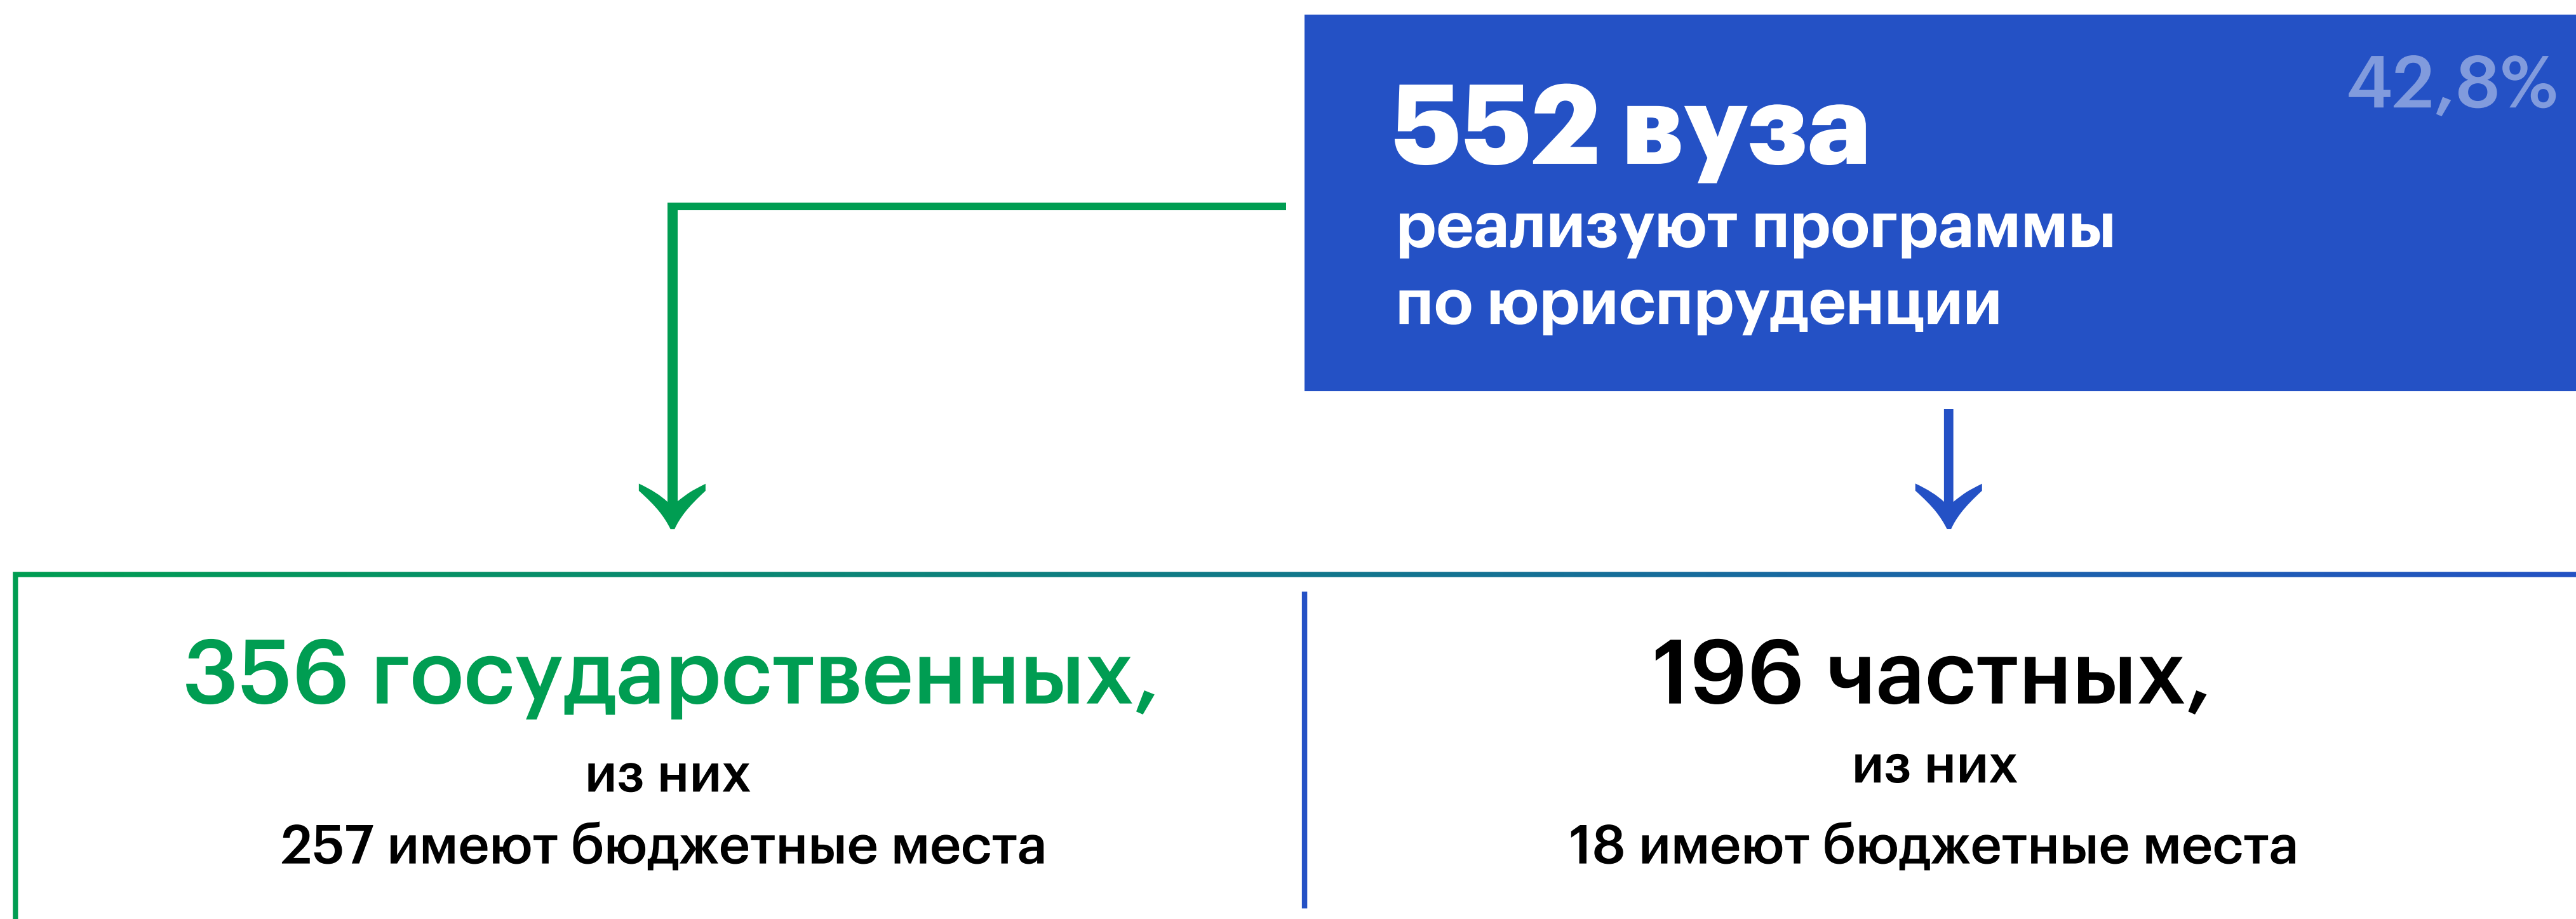 42,8%
552 вуза
реализуют программы
по юриспруденции
356 государственных,
из них
257 имеют бюджетные места
196 частных,
из них
18 имеют бюджетные места